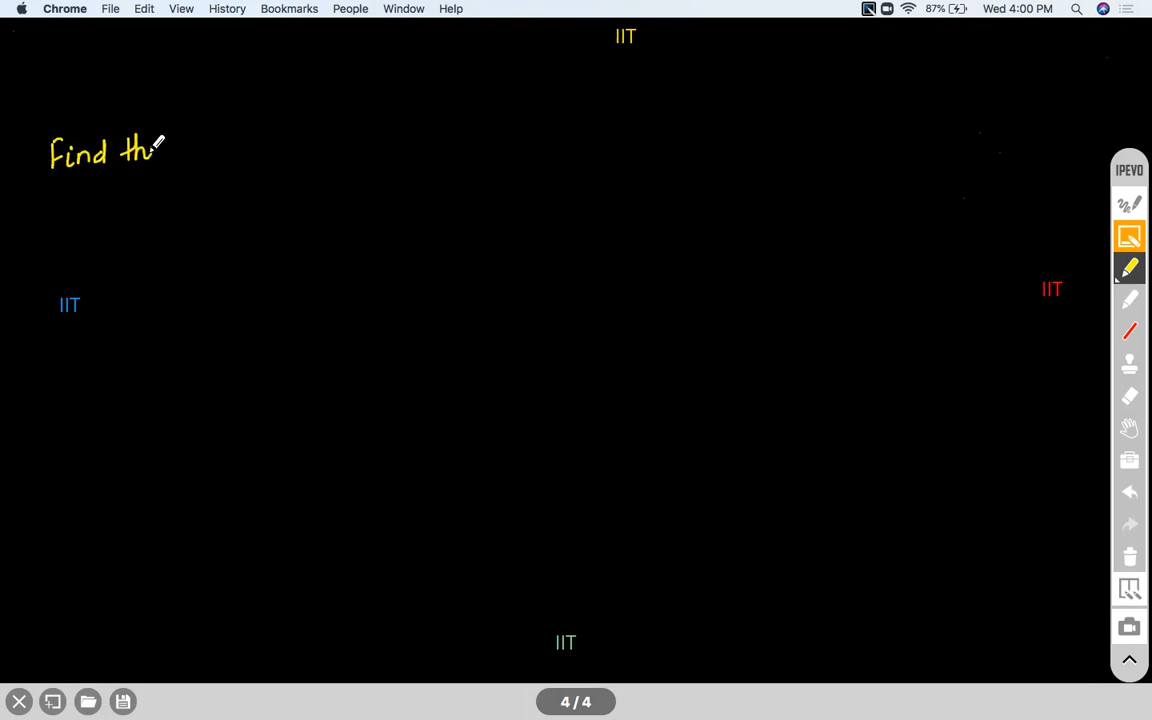 Chrome File Edit View History Bookmarks People Window Help 87% Wed 4:00 PM
IIT
Find th
IPEVO
IIT
IIT
IIT
4 / 4